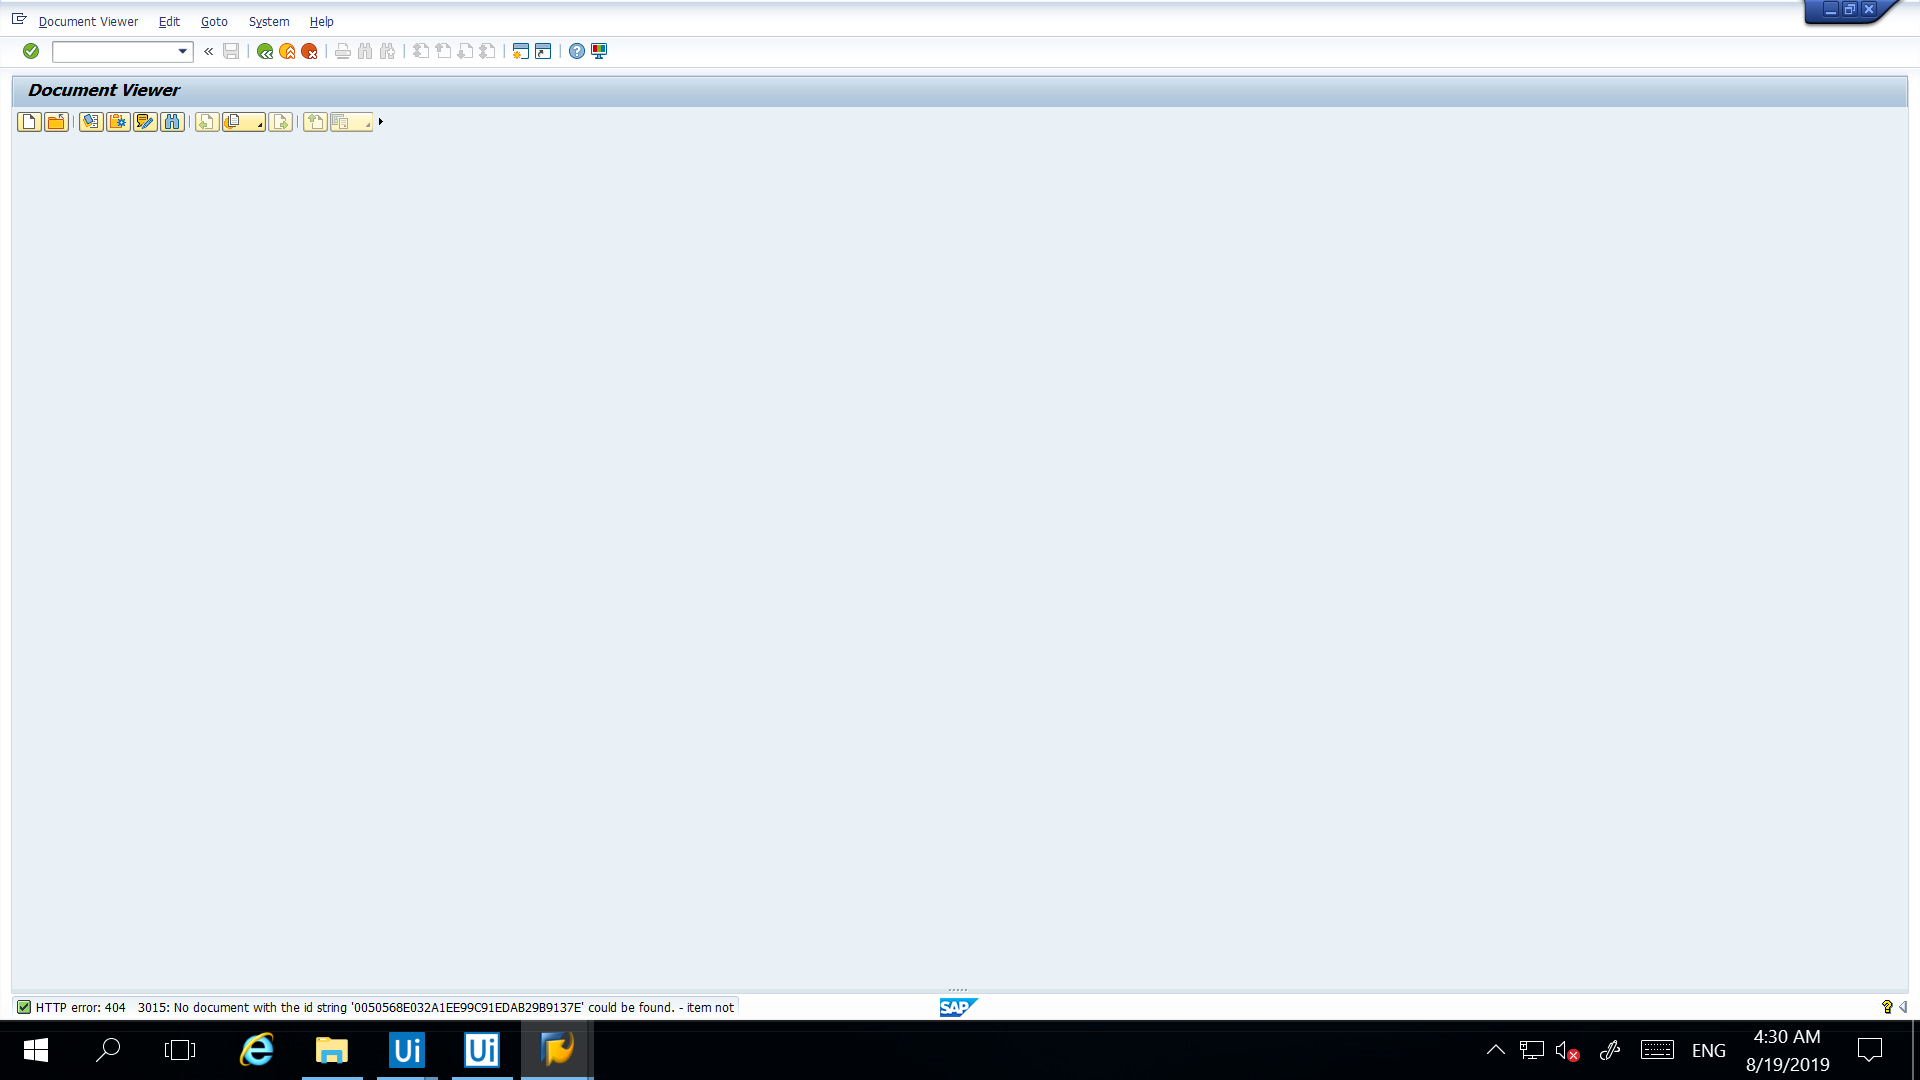 Document Viewer Edit Goto System Help
Document Viewer
HTTP error: 404 3015: No document with the id string '0050568E032A1EE99C91EDAB29B9137E' could be found. - item not
SAP
Ui Ui ENG 4:30 AM
8/19/2019